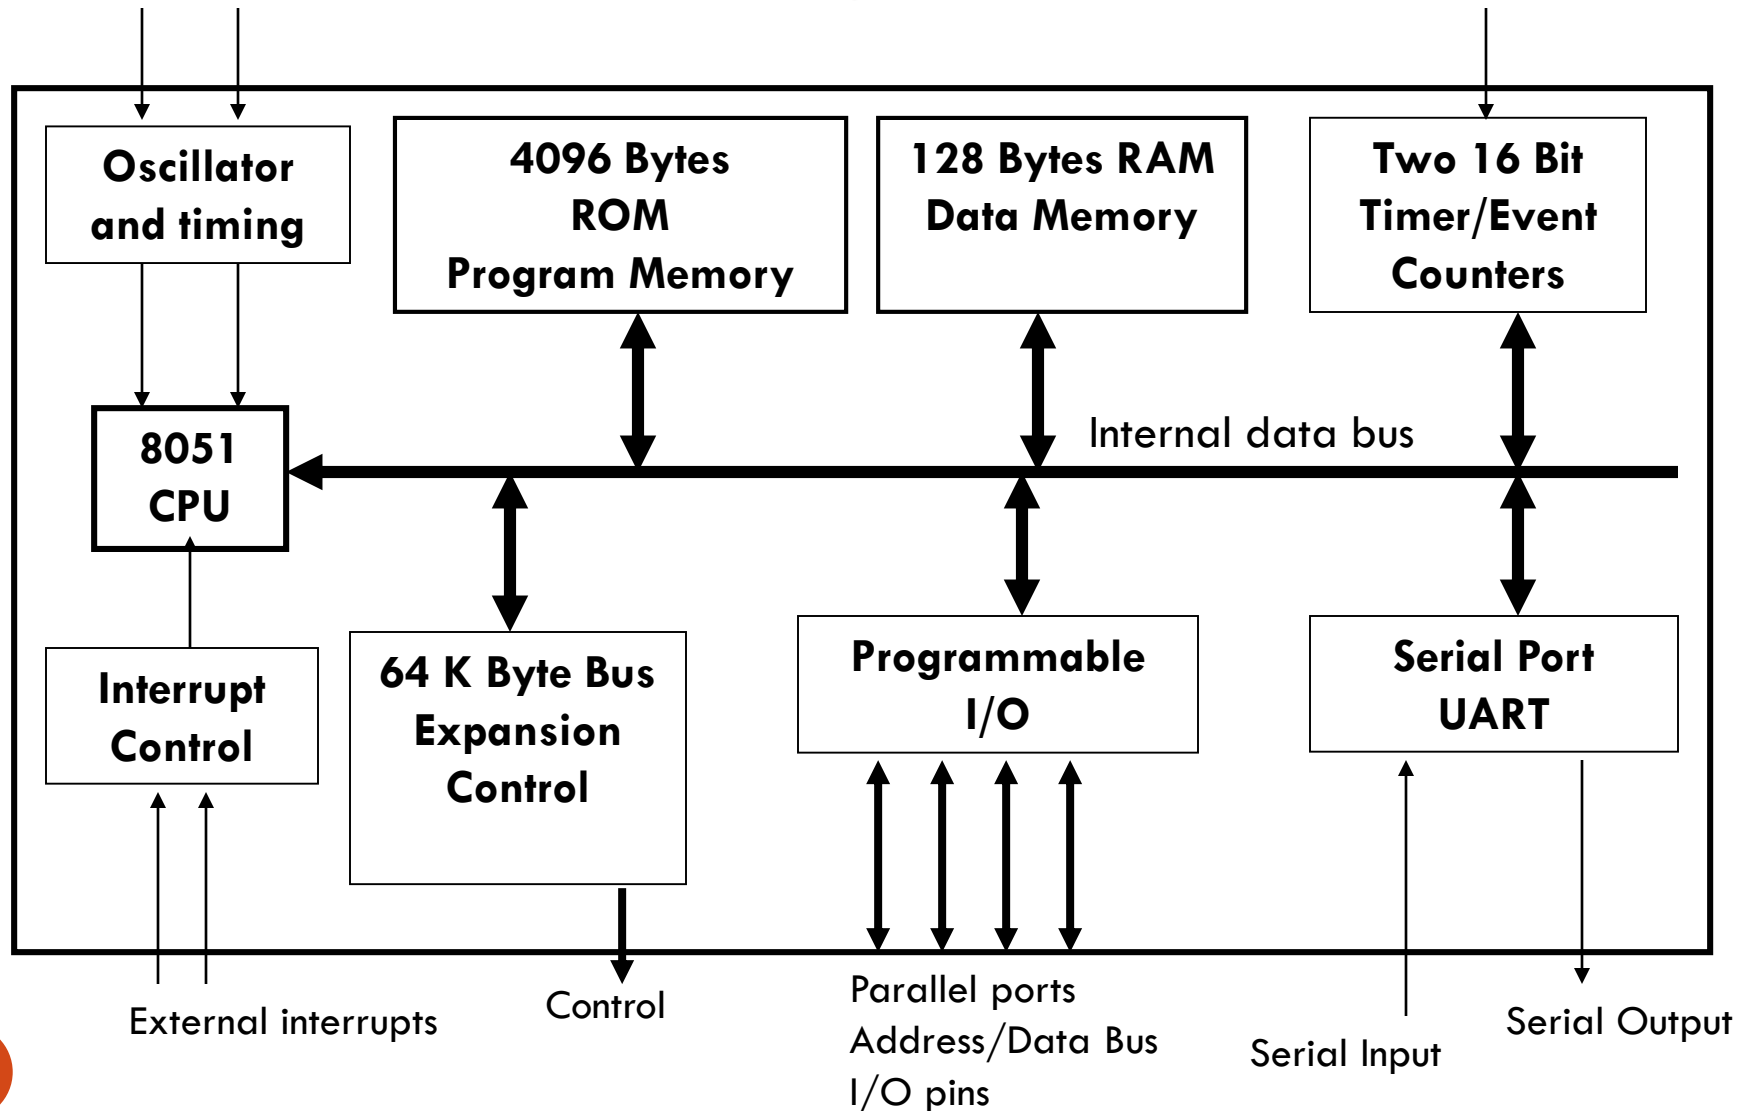 Oscillator
and timing
4096 Bytes
ROM
Program Memory
128 Bytes RAM
Data Memory
Two 16 Bit
Timer/Event
Counters
8051
CPU
Internal data bus
Interrupt
Control
64 K Byte Bus
Expansion
Control
Programmable
I/O
Serial Port
UART
External interrupts
Control
Parallel ports
Address/Data Bus
I/O pins
Serial Input
Serial Output